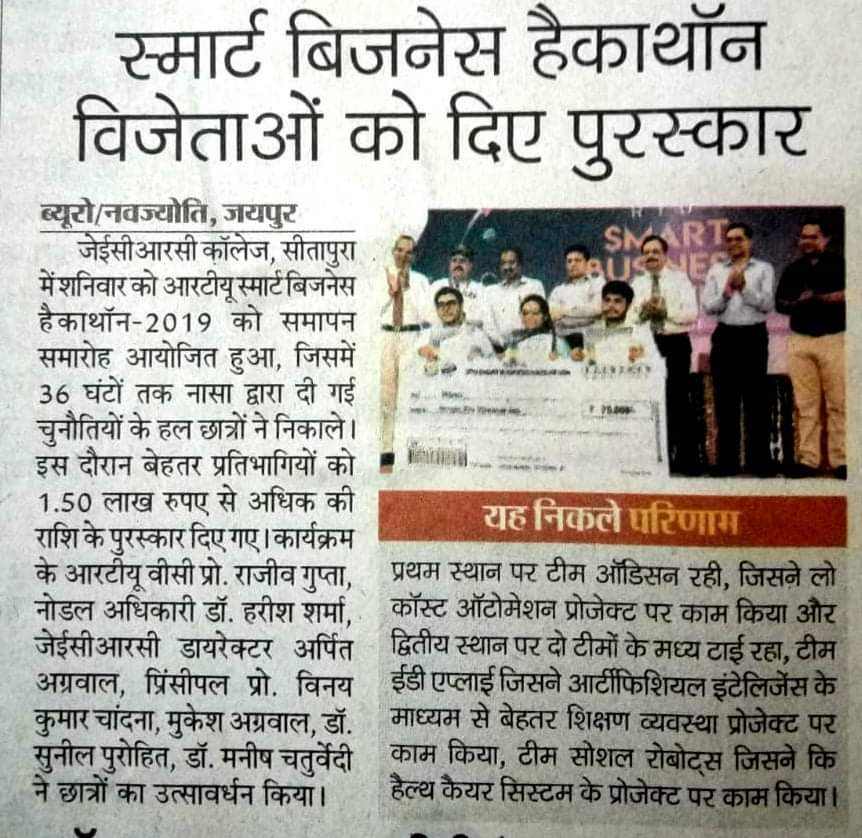 स्मार्ट बिजनेस हैकाथॉन
विजेताओं को दिए पुरस्कार
ब्यूरो/नवज्योति, जयपुर
जेईसीआरसी कॉलेज, सीतापुरा
में शनिवार को आरटीयू स्मार्ट बिजनेस
हैकाथॉन-2019 को समापन
समारोह आयोजित हुआ, जिसमें
36 घंटों तक नासा द्वारा दी गई
चुनौतियों के हल छात्रों ने निकाले।
इस दौरान बेहतर प्रतिभागियों को
1.50 लाख रुपए से अधिक की
राशि के पुरस्कार दिए गए। कार्यक्रम
के आरटीयू वीसी प्रो. राजीव गुप्ता,
नोडल अधिकारी डॉ. हरीश शर्मा,
जेईसीआरसी डायरेक्टर अर्पित
अग्रवाल, प्रिंसीपल प्रो. विनय
कुमार चांदना, मुकेश अग्रवाल, डॉ.
सुनील पुरोहित, डॉ. मनीष चतुर्वेदी
ने छात्रों का उत्सावर्धन किया।
SMART
यह निकले परिणाम
प्रथम स्थान पर टीम ऑडिसन रही, जिसने लो
कॉस्ट ऑटोमेशन प्रोजेक्ट पर काम किया और
द्वितीय स्थान पर दो टीमों के मध्य टाई रहा, टीम
ईडी एप्लाई जिसने आर्टीफिशियल इंटेलिजेंस के
माध्यम से बेहतर शिक्षण व्यवस्था प्रोजेक्ट पर
काम किया, टीम सोशल रोबोट्स जिसने कि
हैल्थ कैयर सिस्टम के प्रोजेक्ट पर काम किया।